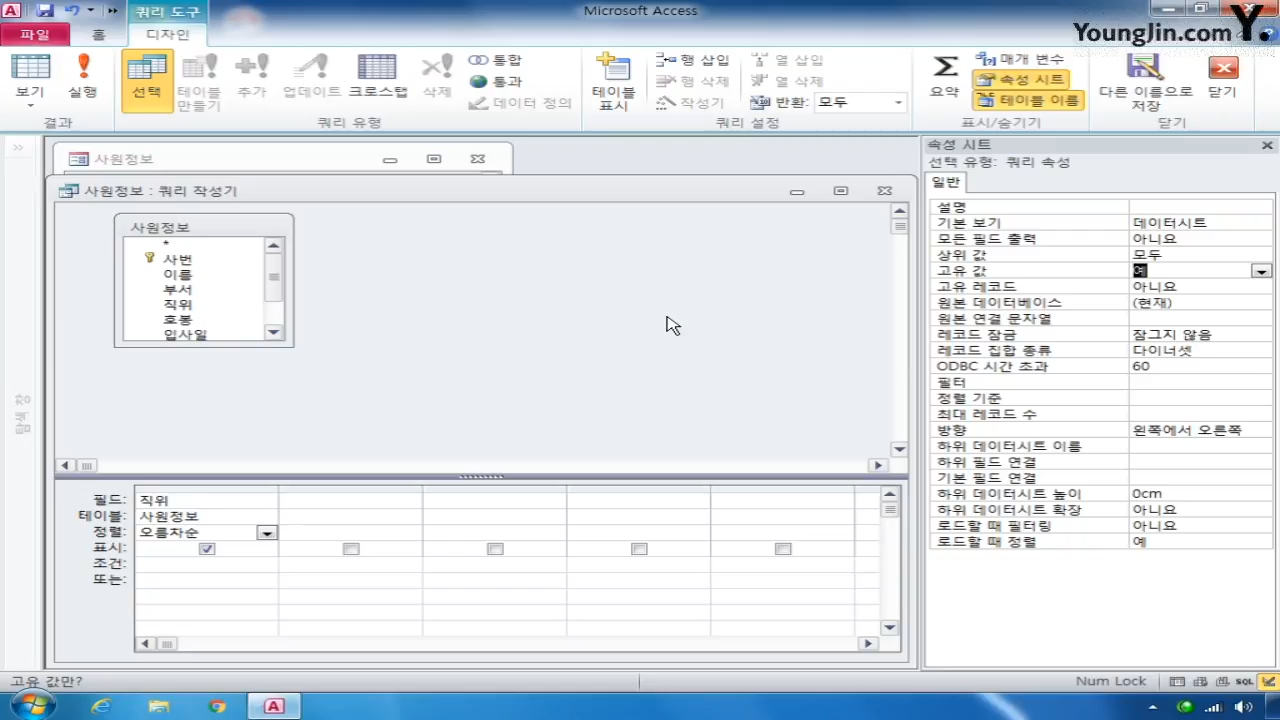 쿼리 도구
Microsoft Access
YoungJin.com Y.
파일 홈 디자인
보기 실행 선택 테이블 만들기 추가 업데이트 크로스탭 삭제
통합
통과
데이터 정의
테이블 표시
행 삽입
행 삭제
작성기
열 삽입
열 삭제
반환: 모두
요약
매개 변수
속성 시트
테이블 이름
다른 이름으로 저장
닫기
결과 쿼리 유형 쿼리 설정 표시/숨기기 닫기
사원정보
사원정보 : 쿼리 작성기
탐색 창
사원정보
*
사번
이름
부서
직위
호봉
입사일
필드: 직위
테이블: 사원정보
정렬: 오름차순
표시:
조건:
또는:
속성 시트
선택 유형: 쿼리 속성
일반
설명
기본 보기 데이터시트
모든 필드 출력 아니요
상위 값 모두
고유 값 예
고유 레코드 아니요
원본 데이터베이스 (현재)
원본 연결 문자열
레코드 잠금 잠그지 않음
레코드 집합 종류 다이너셋
ODBC 시간 초과 60
필터
정렬 기준
최대 레코드 수
방향 왼쪽에서 오른쪽
하위 데이터시트 이름
하위 필드 연결
기본 필드 연결
하위 데이터시트 높이 0cm
하위 데이터시트 확장 아니요
로드할 때 필터링 아니요
로드할 때 정렬 예
고유 값만?
Num Lock
SQL